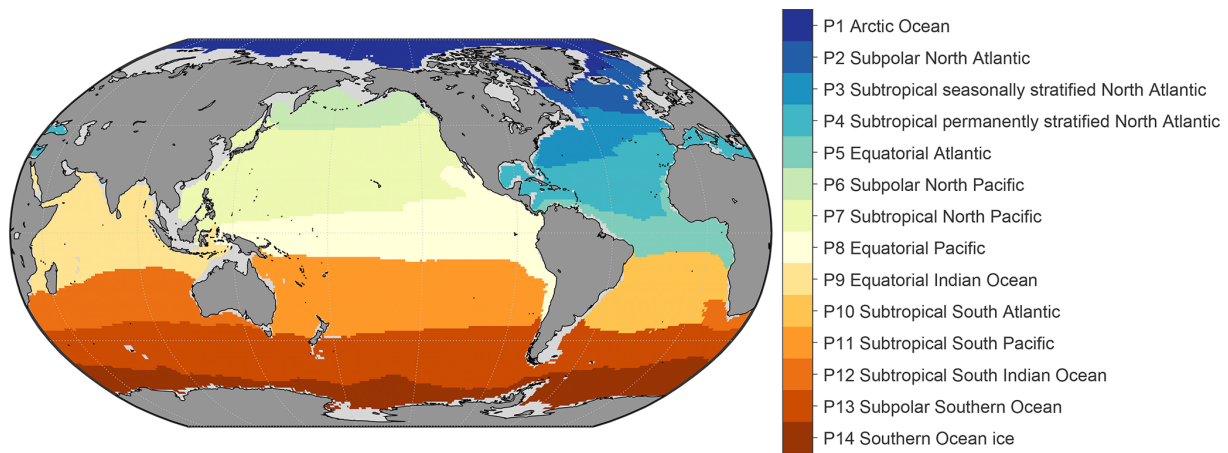 P1 Arctic Ocean
P2 Subpolar North Atlantic
P3 Subtropical seasonally stratified North Atlantic
P4 Subtropical permanently stratified North Atlantic
P5 Equatorial Atlantic
P6 Subpolar North Pacific
P7 Subtropical North Pacific
P8 Equatorial Pacific
P9 Equatorial Indian Ocean
P10 Subtropical South Atlantic
P11 Subtropical South Pacific
P12 Subtropical South Indian Ocean
P13 Subpolar Southern Ocean
P14 Southern Ocean ice